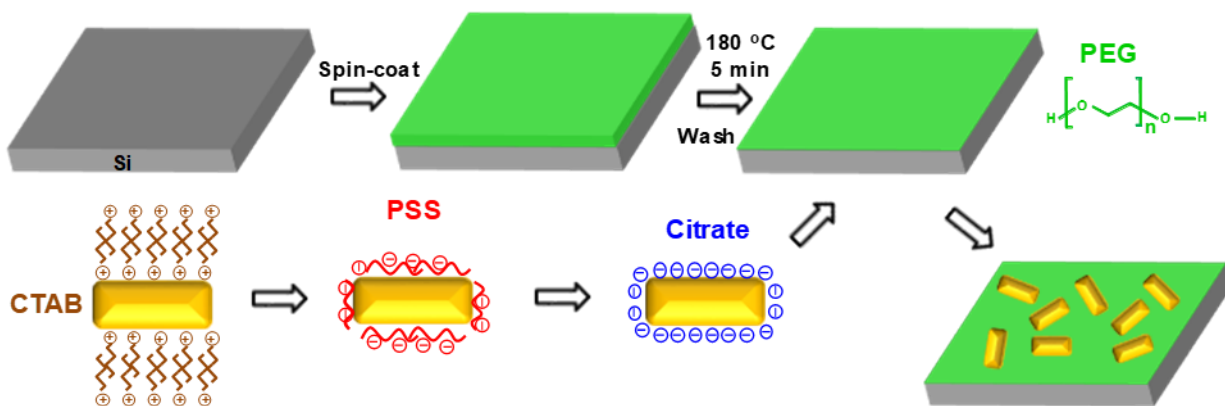 Spin-coat
180 °C
5 min
Wash
PEG
H
O
n
O
H
Si
CTAB
PSS
Citrate